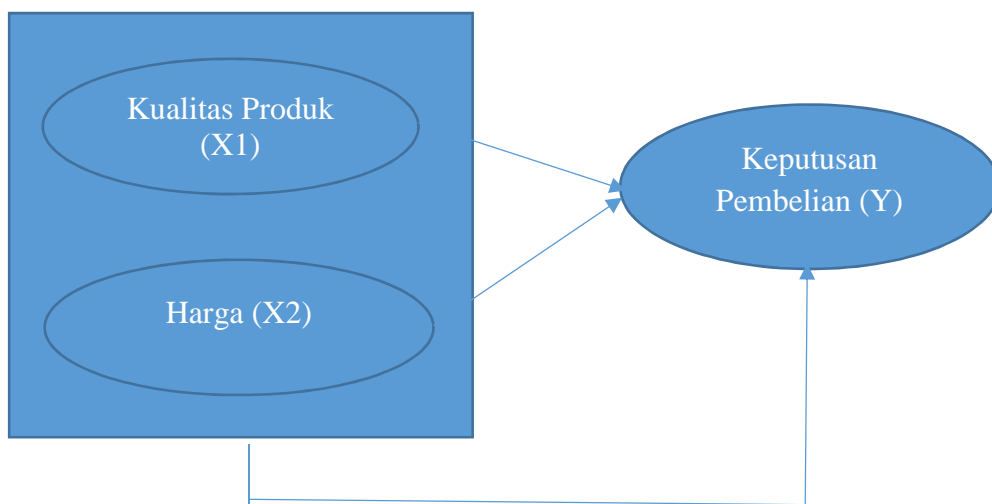 Kualitas Produk
(X1)
Keputusan
Pembelian (Y)
Harga (X2)